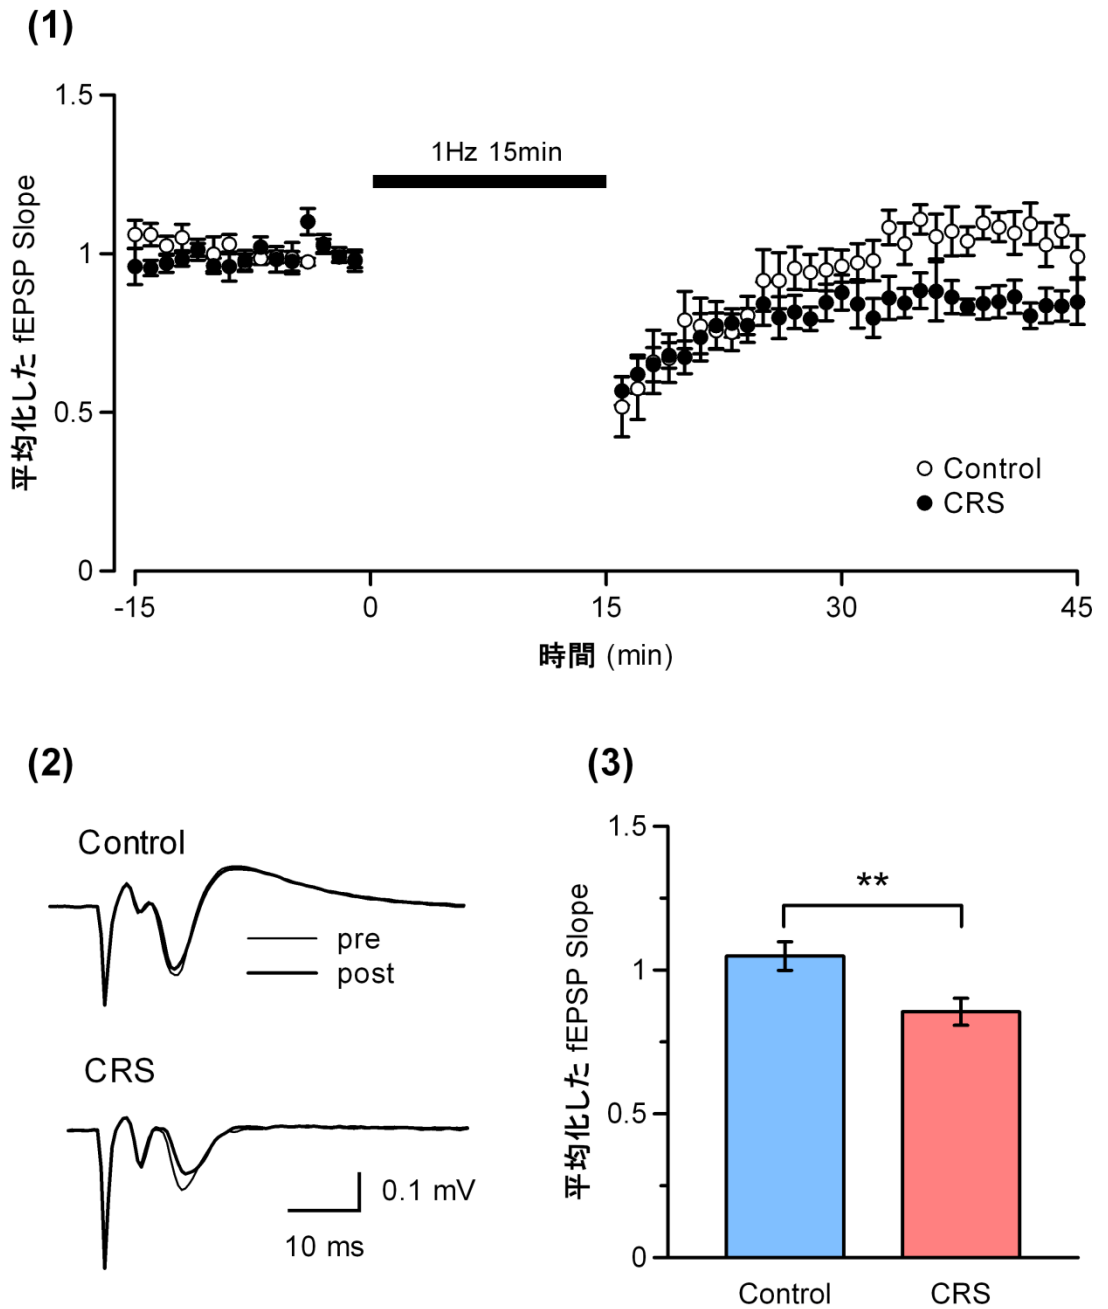 (1)
1.5
1Hz 15min
1
0.5
0
平均化した fEPSP Slope
Control
CRS
-15 0 15 30 45
時間 (min)
(2)
Control
pre
post
CRS
0.1 mV
10 ms
(3)
1.5
**
1
0.5
0
平均化した fEPSP Slope
Control CRS